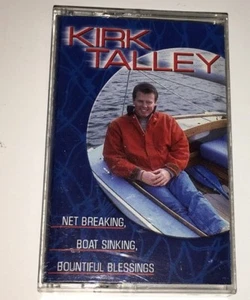 KIRK
TALLEY
NET BREAKING,
BOAT SINKING,
BOUNTIFUL BLESSINGS